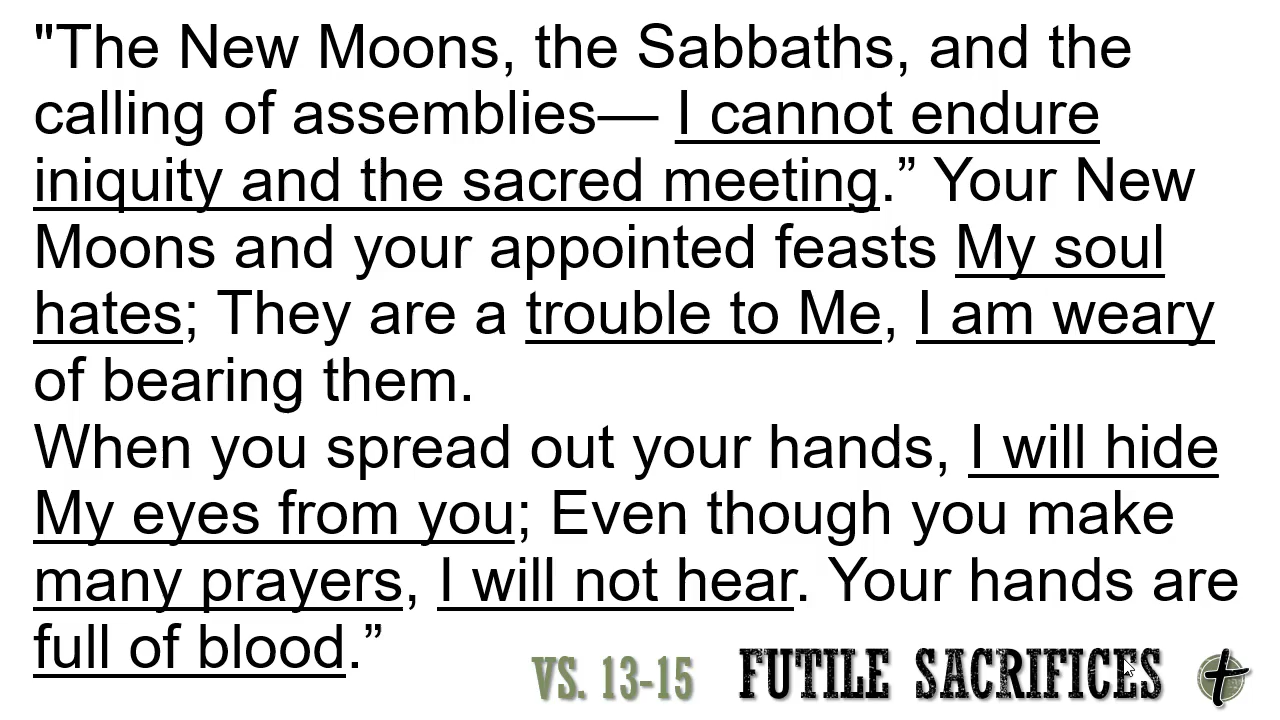 "The New Moons, the Sabbaths, and the
calling of assemblies— I cannot endure
iniquity and the sacred meeting.” Your New
Moons and your appointed feasts My soul
hates; They are a trouble to Me, I am weary
of bearing them.
When you spread out your hands, I will hide
My eyes from you; Even though you make
many prayers, I will not hear. Your hands are
full of blood.”
VS. 13-15 FUTILE SACRIFICES